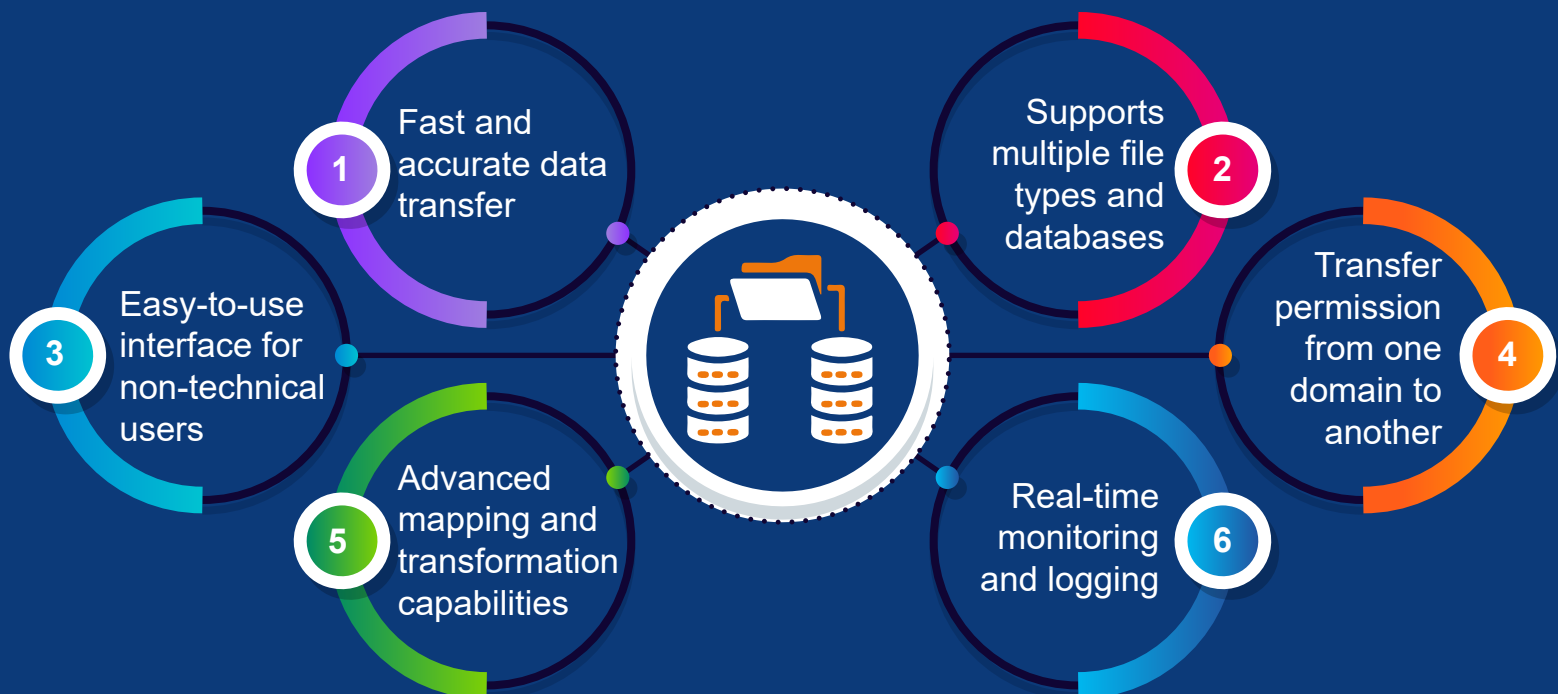 1
Fast and
accurate data
transfer
2
Supports
multiple file
types and
databases
3
Easy-to-use
interface for
non-technical
users
4
Transfer
permission
from one
domain to
another
5
Advanced
mapping and
transformation
capabilities
6
Real-time
monitoring
and logging